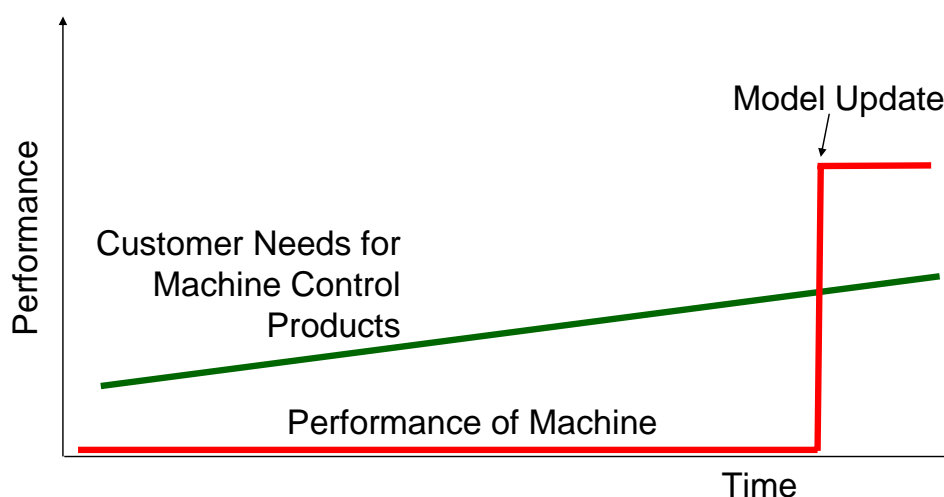 Model Update
Performance
Customer Needs for
Machine Control
Products
Performance of Machine
Time